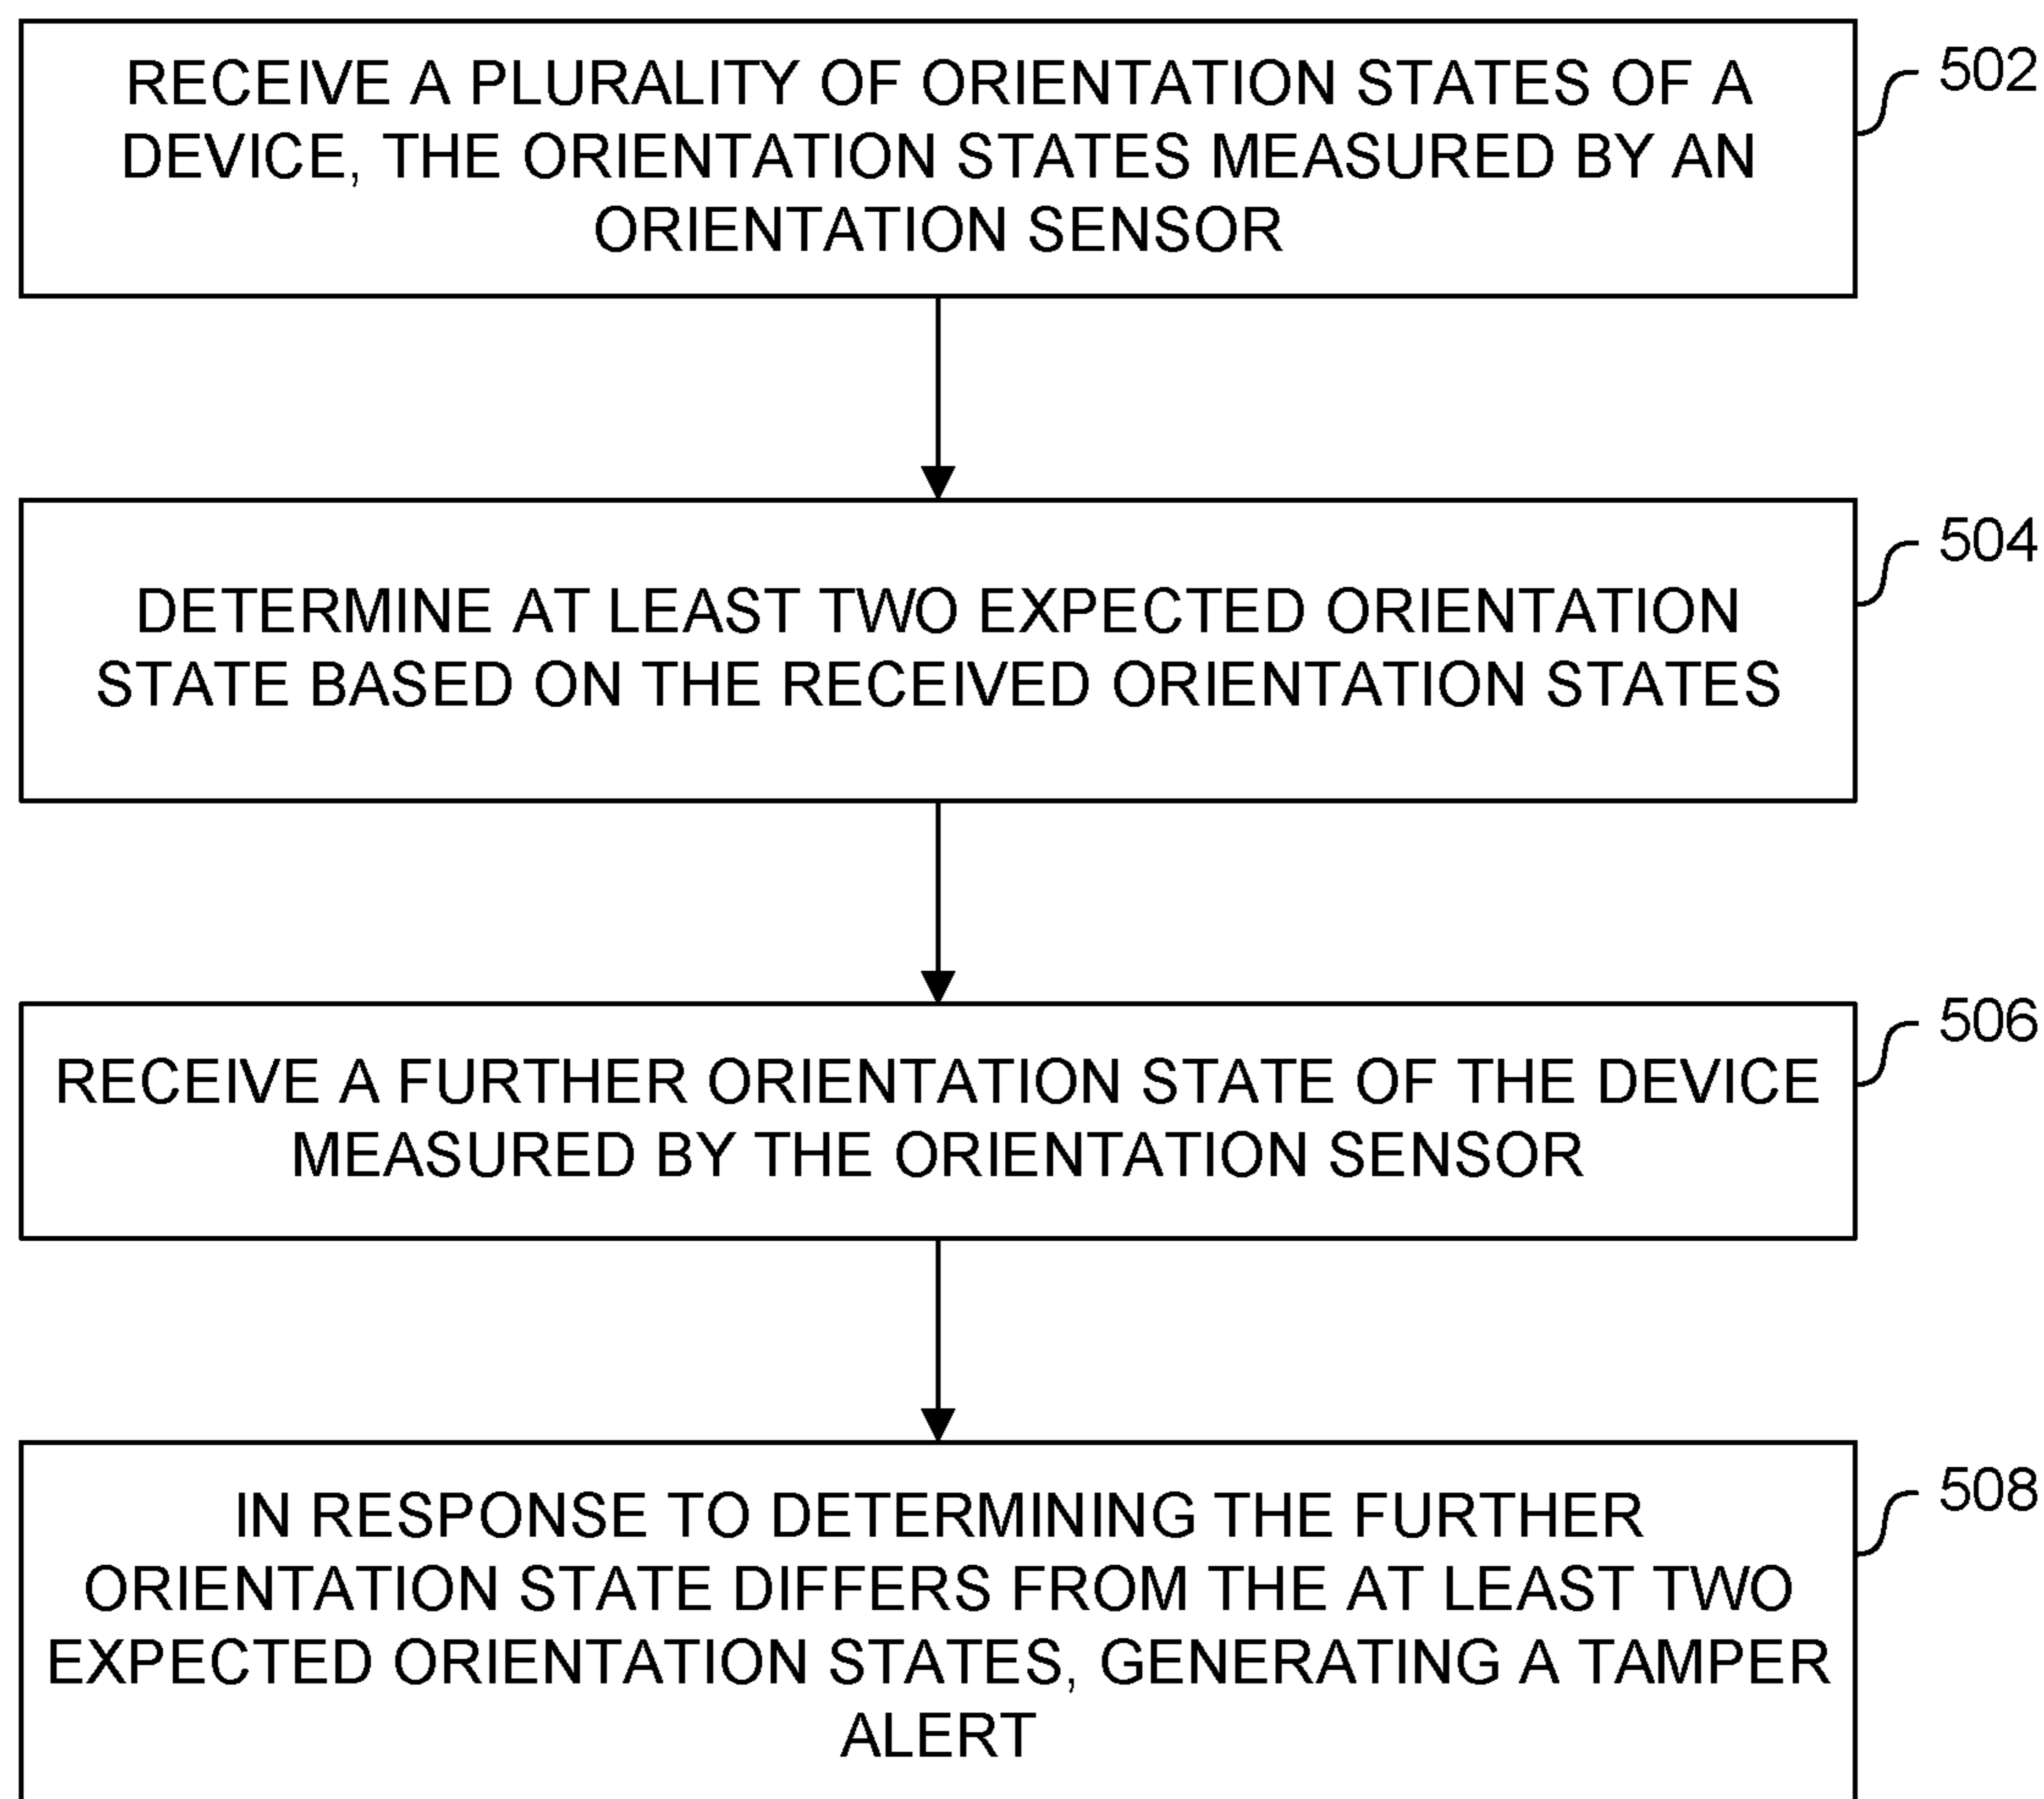 RECEIVE A PLURALITY OF ORIENTATION STATES OF A
DEVICE, THE ORIENTATION STATES MEASURED BY AN
ORIENTATION SENSOR
502
DETERMINE AT LEAST TWO EXPECTED ORIENTATION
STATE BASED ON THE RECEIVED ORIENTATION STATES
504
RECEIVE A FURTHER ORIENTATION STATE OF THE DEVICE
MEASURED BY THE ORIENTATION SENSOR
506
IN RESPONSE TO DETERMINING THE FURTHER
ORIENTATION STATE DIFFERS FROM THE AT LEAST TWO
EXPECTED ORIENTATION STATES, GENERATING A TAMPER
ALERT
508